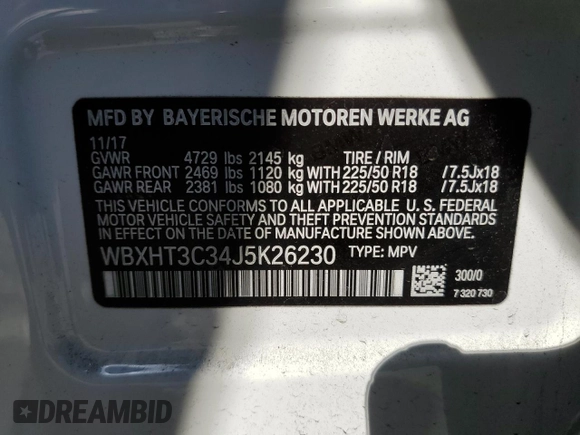 MFD BY BAYERISCHE MOTOREN WERKE AG
11/17
GVWR 4729 lbs 2145 kg TIRE / RIM
GAWR FRONT 2469 lbs 1120 kg WITH 225/50 R18 /7.5Jx18
GAWR REAR 2381 lbs 1080 kg WITH 225/50 R18 /7.5Jx18
THIS VEHICLE CONFORMS TO ALL APPLICABLE U. S. FEDERAL
MOTOR VEHICLE SAFETY AND THEFT PREVENTION STANDARDS
IN EFFECT ON THE DATE OF MANUFACTURE SHOWN ABOVE.
WBXHT3C34J5K26230 TYPE: MPV
300/0
7 320 730
DREAMBID